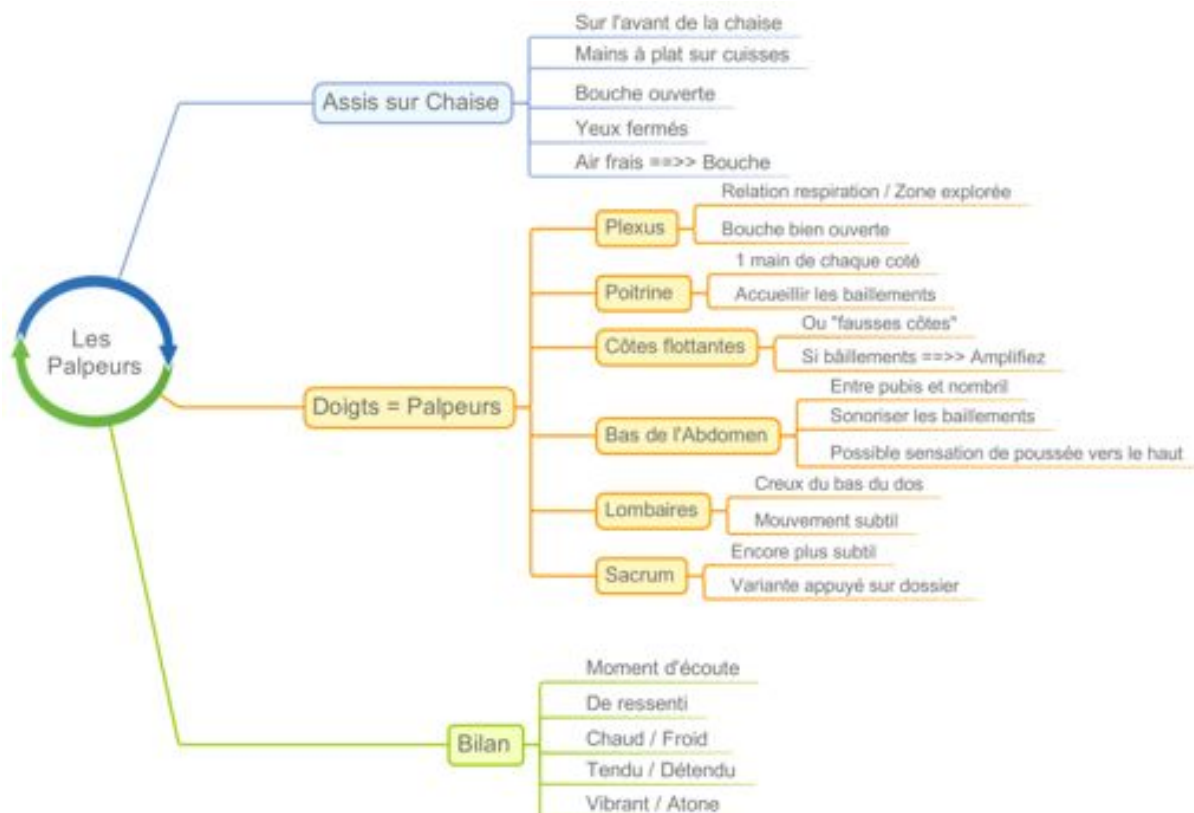 Les
Palpeurs
Assis sur Chaise
Sur l'avant de la chaise
Mains à plat sur cuisses
Bouche ouverte
Yeux fermés
Air frais ==>> Bouche
Doigts = Palpeurs
Plexus
Relation respiration / Zone explorée
Bouche bien ouverte
Poitrine
1 main de chaque coté
Accueillir les baillements
Côtes flottantes
Ou "fausses côtes"
Si bâillements ==>> Amplifiez
Bas de l'Abdomen
Entre pubis et nombril
Sonoriser les baillements
Possible sensation de poussée vers le haut
Lombaires
Creux du bas du dos
Mouvement subtil
Sacrum
Encore plus subtil
Variante appuyé sur dossier
Bilan
Moment d'écoute
De ressenti
Chaud / Froid
Tendu / Détendu
Vibrant / Atone